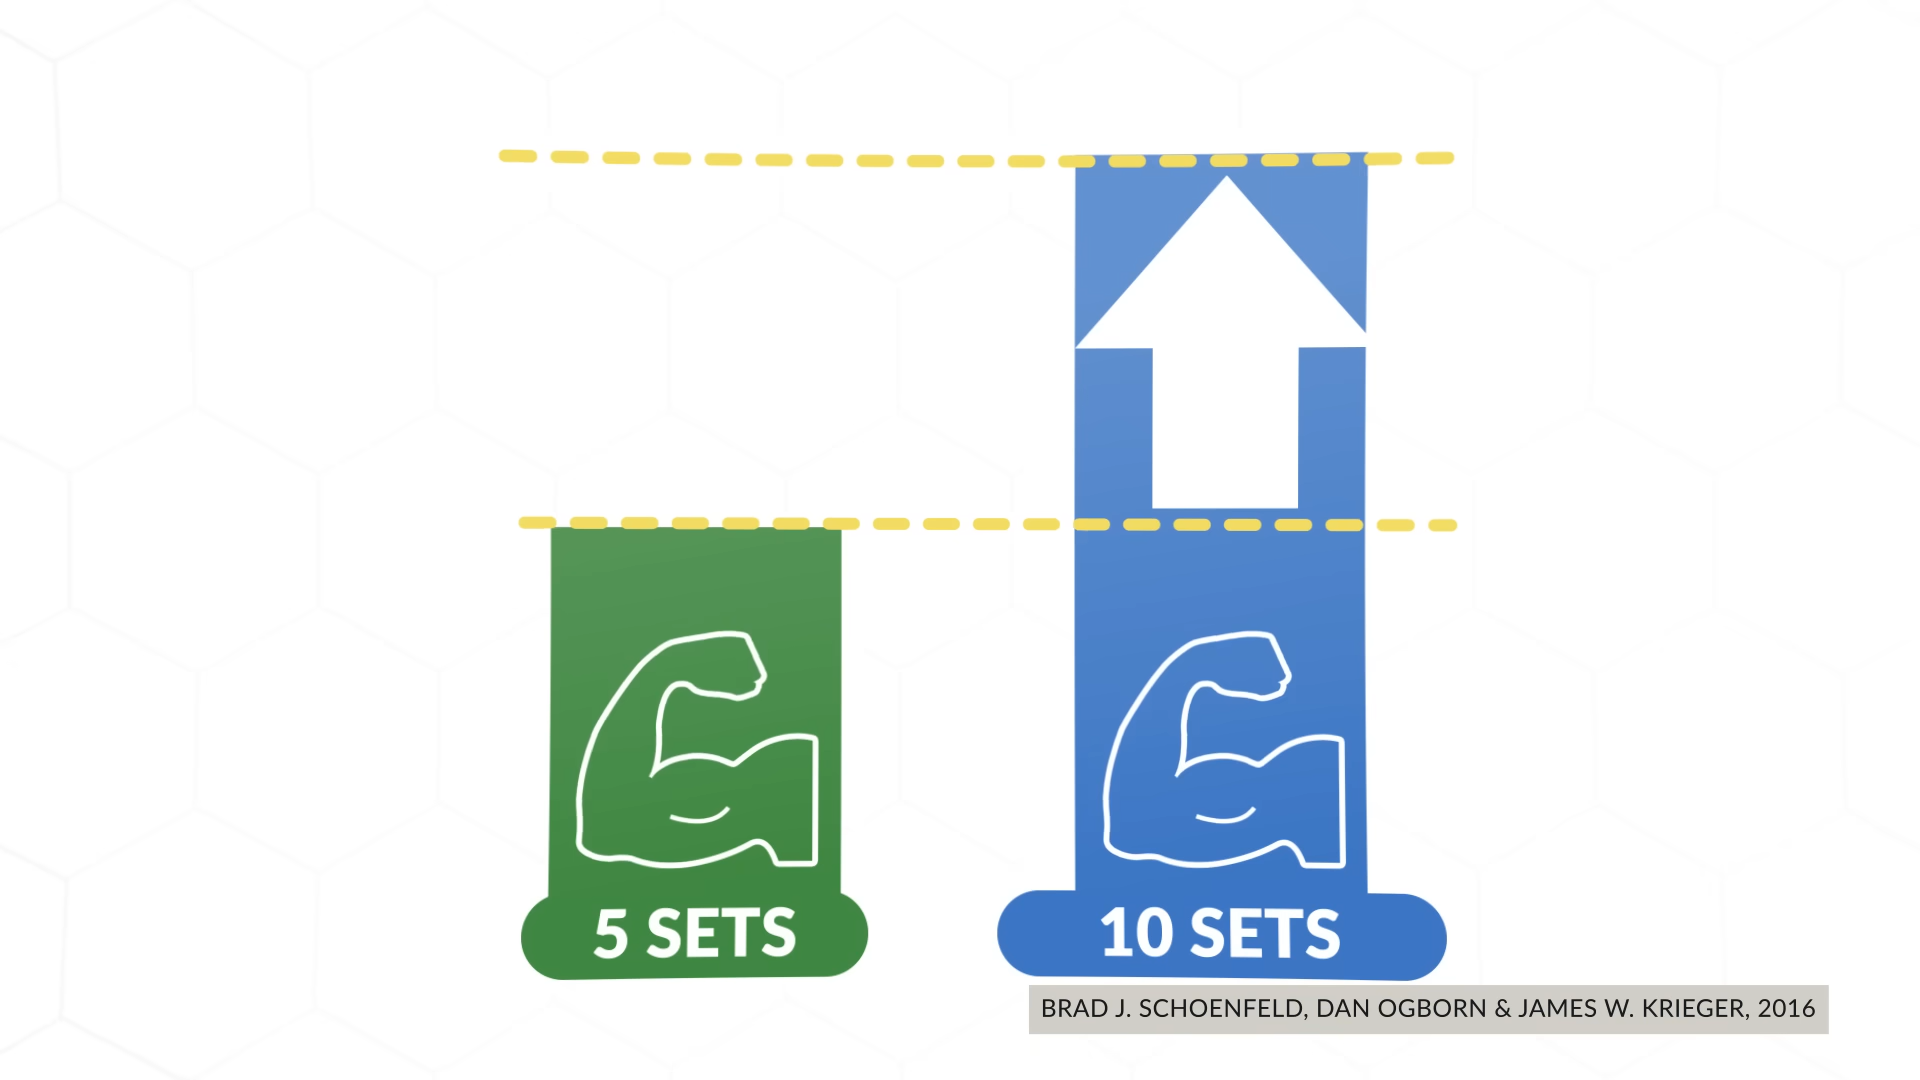 5 SETS
10 SETS
BRAD J. SCHOENFELD, DAN OGBORN & JAMES W. KRIEGER, 2016